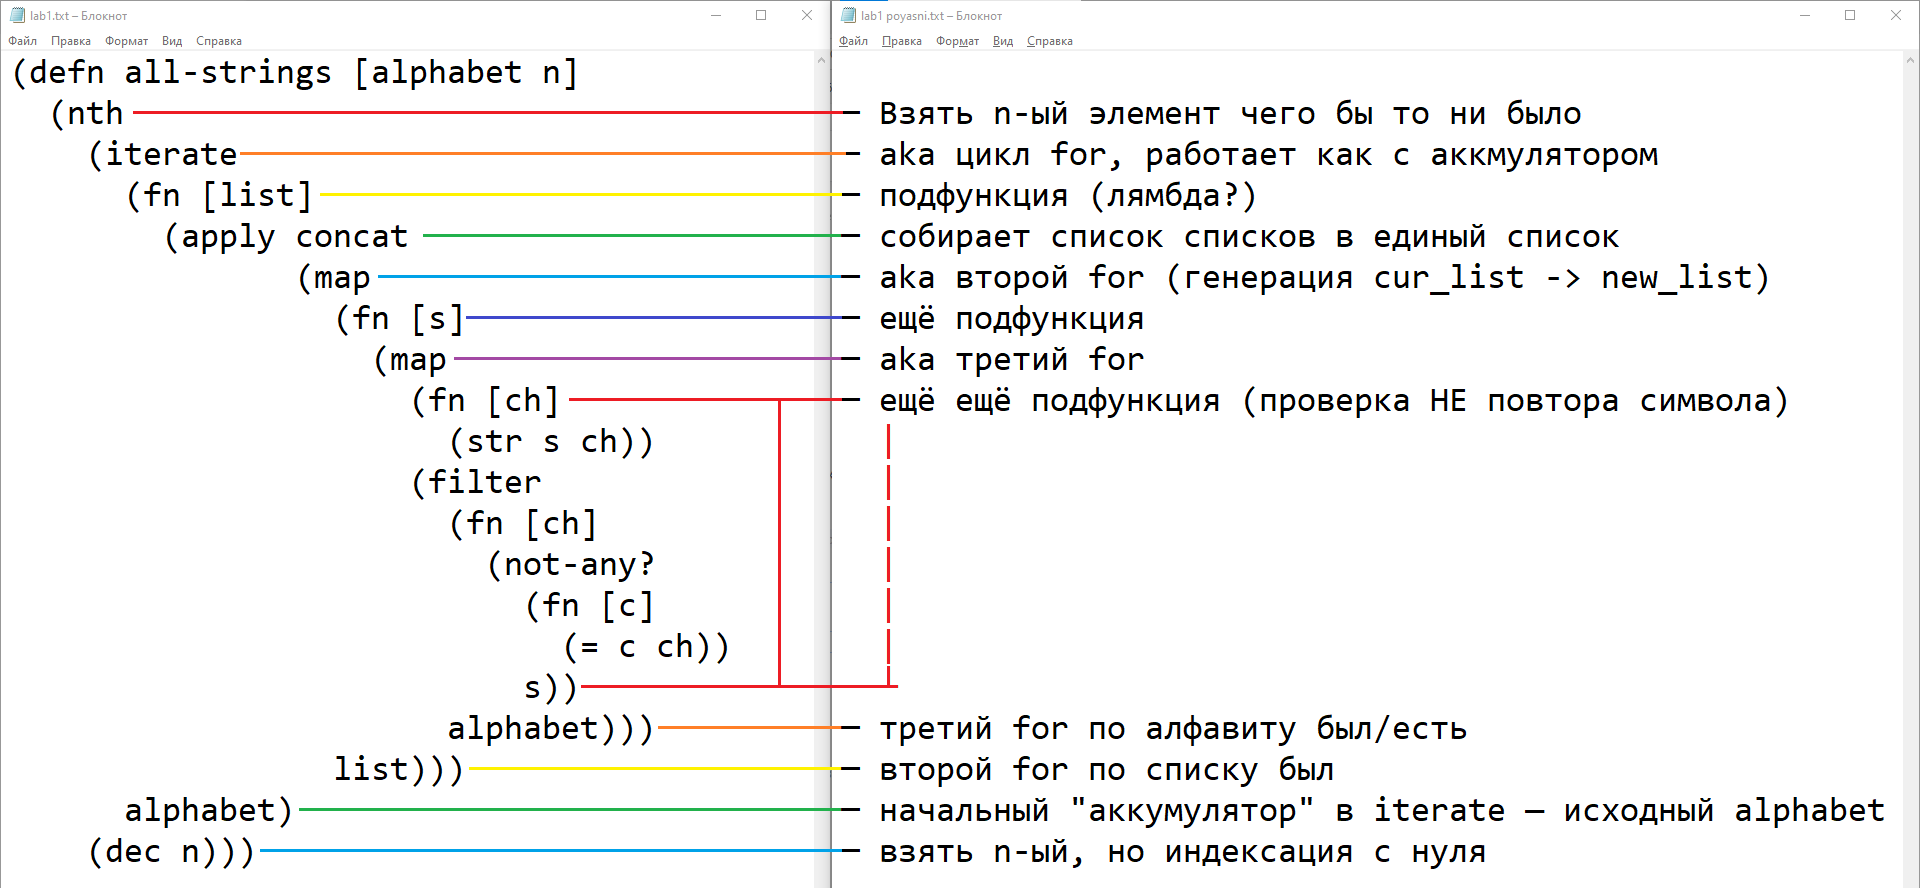 lab1.txt – Блокнот
Файл Правка Формат Вид Справка
(defn all-strings [alphabet n]
(nth
(iterate
(fn [list]
(apply concat
(map
(fn [s]
(map
(fn [ch]
(str s ch))
(filter
(fn [ch]
(not-any?
(fn [c]
(= c ch))
s))
alphabet)))
list)))
alphabet)
(dec n)))
lab1 poyasni.txt – Блокнот
Файл Правка Формат Вид Справка
— Взять n-ый элемент чего бы то ни было
— aka цикл for, работает как с аккмулятором
— подфункция (лямбда?)
— собирает список списков в единый список
— aka второй for (генерация cur_list -> new_list)
— ещё подфункция
— aka третий for
— ещё ещё подфункция (проверка НЕ повтора символа)
— третий for по алфавиту был/есть
— второй for по списку был
— начальный "аккумулятор" в iterate — исходный alphabet
— взять n-ый, но индексация с нуля